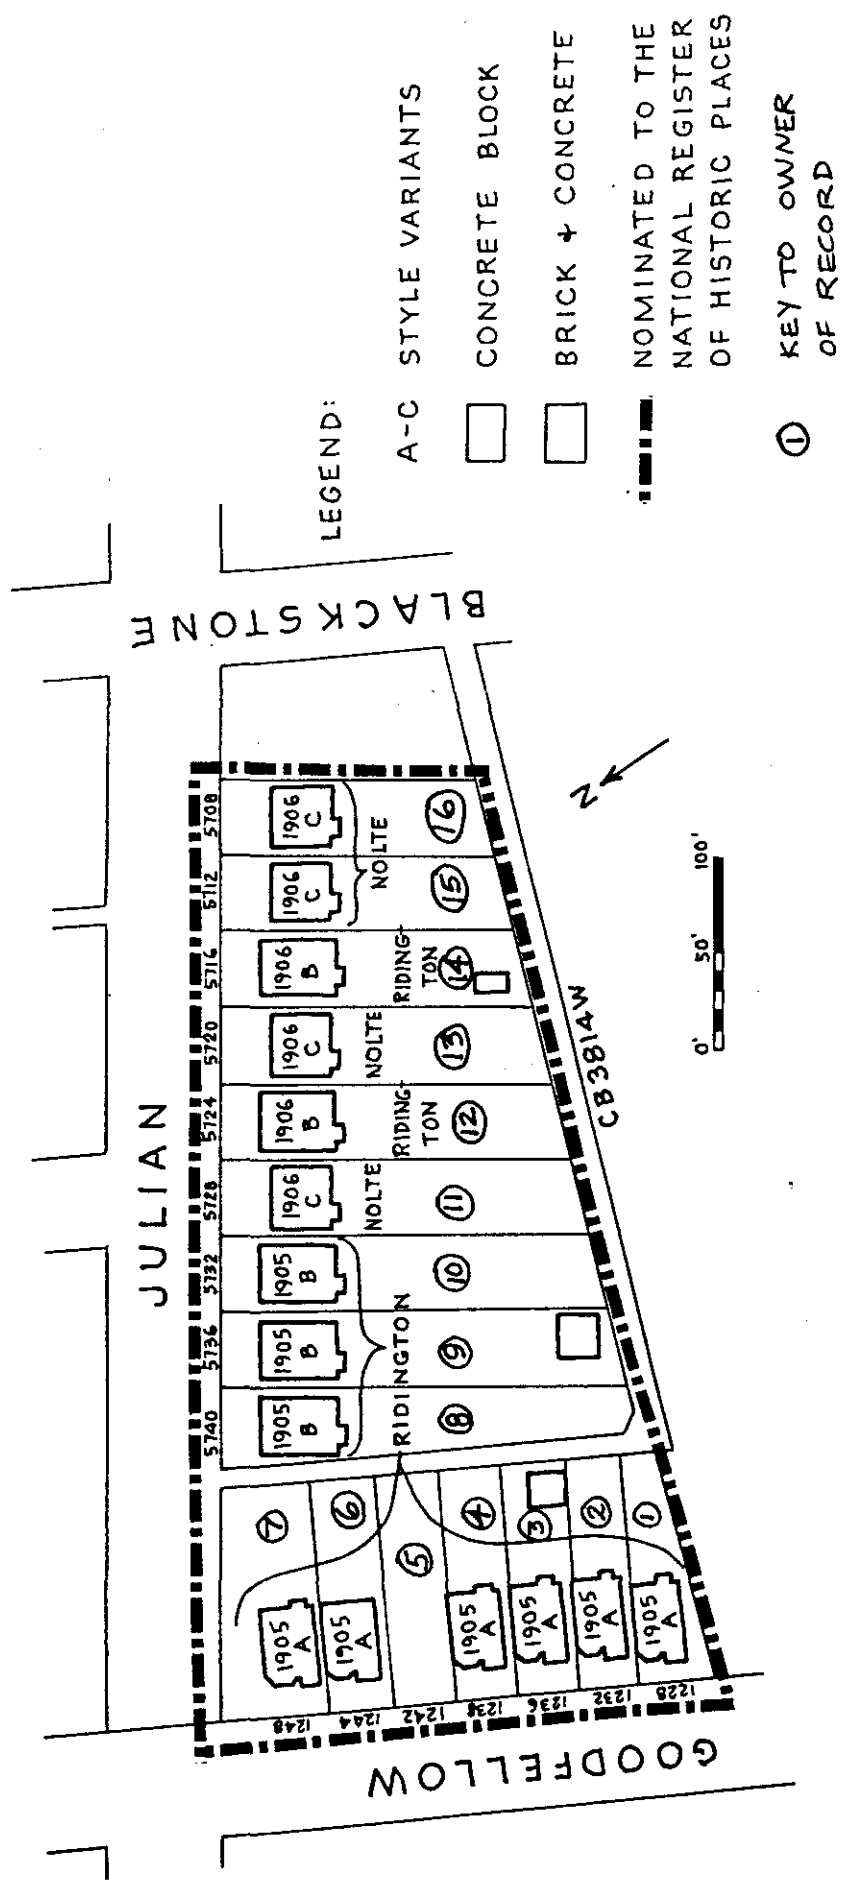 JULIAN
BLACKSTONE
GOODFELLOW
CB3814W
5740
5736
5732
5728
5724
5720
5716
5712
5708
1905
B
1905
B
1905
B
1906
C
1906
B
1906
C
1906
B
1906
C
1906
C
RIDINGTON
NOLTE
RIDING-
TON
NOLTE
RIDING-
TON
NOLTE
8
9
10
11
12
13
14
15
16
1248
1244
1242
1238
1236
1232
1228
1905
A
1905
A
1905
A
1905
A
1905
A
1905
A
7
6
5
4
3
2
1
N
0'
50'
100'
LEGEND:
A-C STYLE VARIANTS
CONCRETE BLOCK
BRICK + CONCRETE
NOMINATED TO THE
NATIONAL REGISTER
OF HISTORIC PLACES
1 KEY TO OWNER
OF RECORD